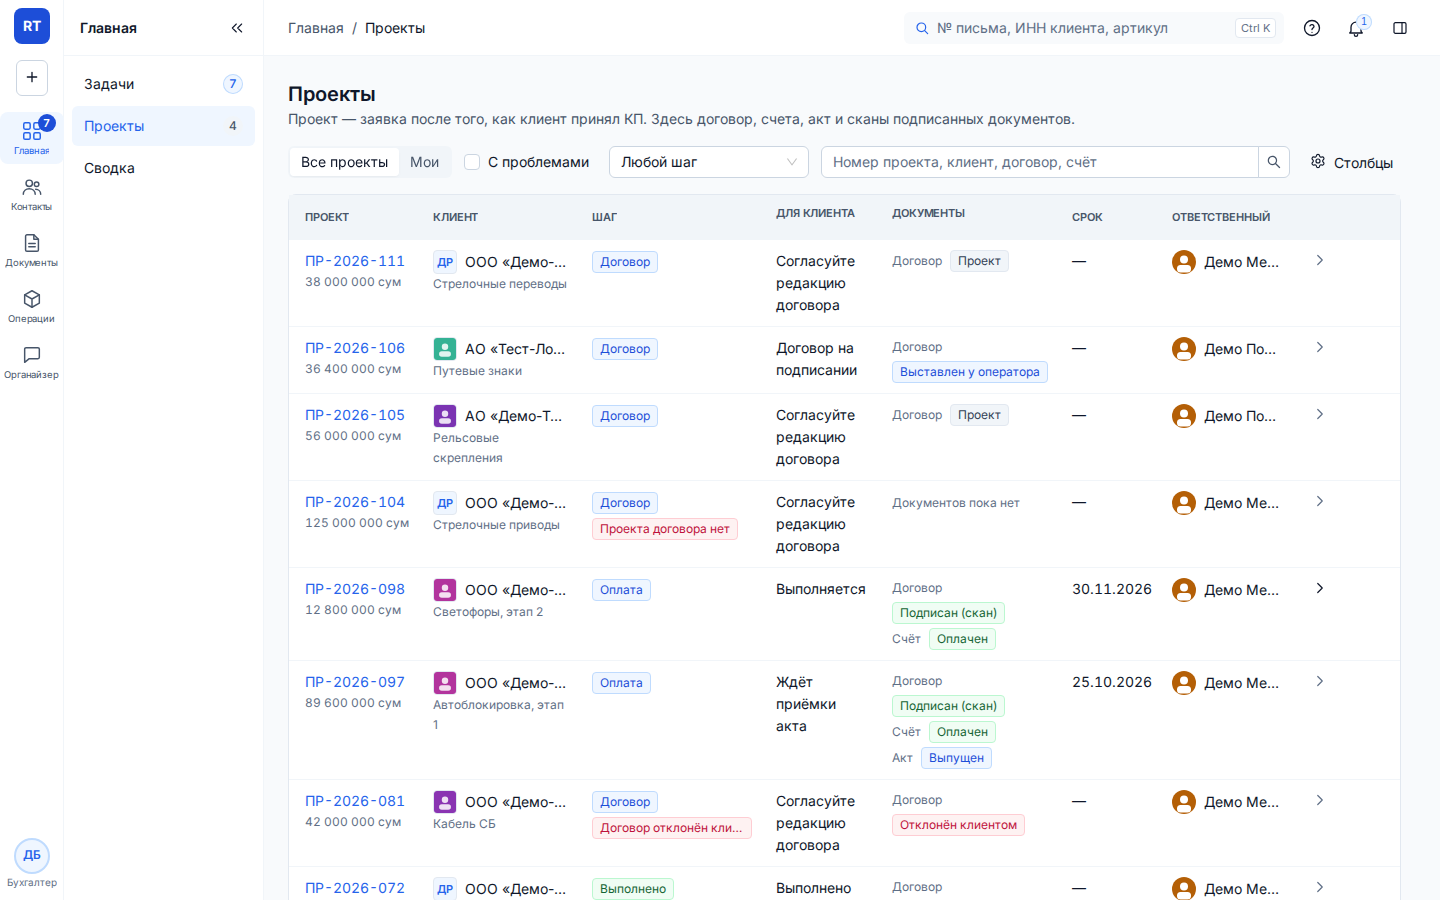 RT
Главная
Главная / Проекты
№ письма, ИНН клиента, артикул
Ctrl K
1
7
Главная
Контакты
Документы
Операции
Органайзер
ДБ
Бухгалтер
Задачи 7
Проекты 4
Сводка
Проекты
Проект — заявка после того, как клиент принял КП. Здесь договор, счета, акт и сканы подписанных документов.
Все проекты Мои С проблемами Любой шаг Номер проекта, клиент, договор, счёт Столбцы
ПРОЕКТ КЛИЕНТ ШАГ ДЛЯ КЛИЕНТА ДОКУМЕНТЫ СРОК ОТВЕТСТВЕННЫЙ
ПР-2026-111 ДР ООО «Демо-... Договор Согласуйте Договор Проект — Демо Ме...
38 000 000 сум Стрелочные переводы редакцию
договора
ПР-2026-106 АО «Тест-Ло... Договор Договор на Договор — Демо По...
36 400 000 сум Путевые знаки подписании Выставлен у оператора
ПР-2026-105 АО «Демо-Т... Договор Согласуйте Договор Проект — Демо По...
56 000 000 сум Рельсовые редакцию
скрепления договора
ПР-2026-104 ДР ООО «Демо-... Договор Согласуйте Документов пока нет — Демо Ме...
125 000 000 сум Стрелочные приводы Проекта договора нет редакцию
договора
ПР-2026-098 ООО «Демо-... Оплата Выполняется Договор 30.11.2026 Демо Ме...
12 800 000 сум Светофоры, этап 2 Подписан (скан)
Счёт Оплачен
ПР-2026-097 ООО «Демо-... Оплата Ждёт Договор 25.10.2026 Демо Ме...
89 600 000 сум Автоблокировка, этап приёмки Подписан (скан)
1 акта Счёт Оплачен
Акт Выпущен
ПР-2026-081 ООО «Демо-... Договор Согласуйте Договор — Демо Ме...
42 000 000 сум Кабель СБ Договор отклонён кли... редакцию Отклонён клиентом
договора
ПР-2026-072 ДР ООО «Демо-... Выполнено Выполнено Договор — Демо Ме...